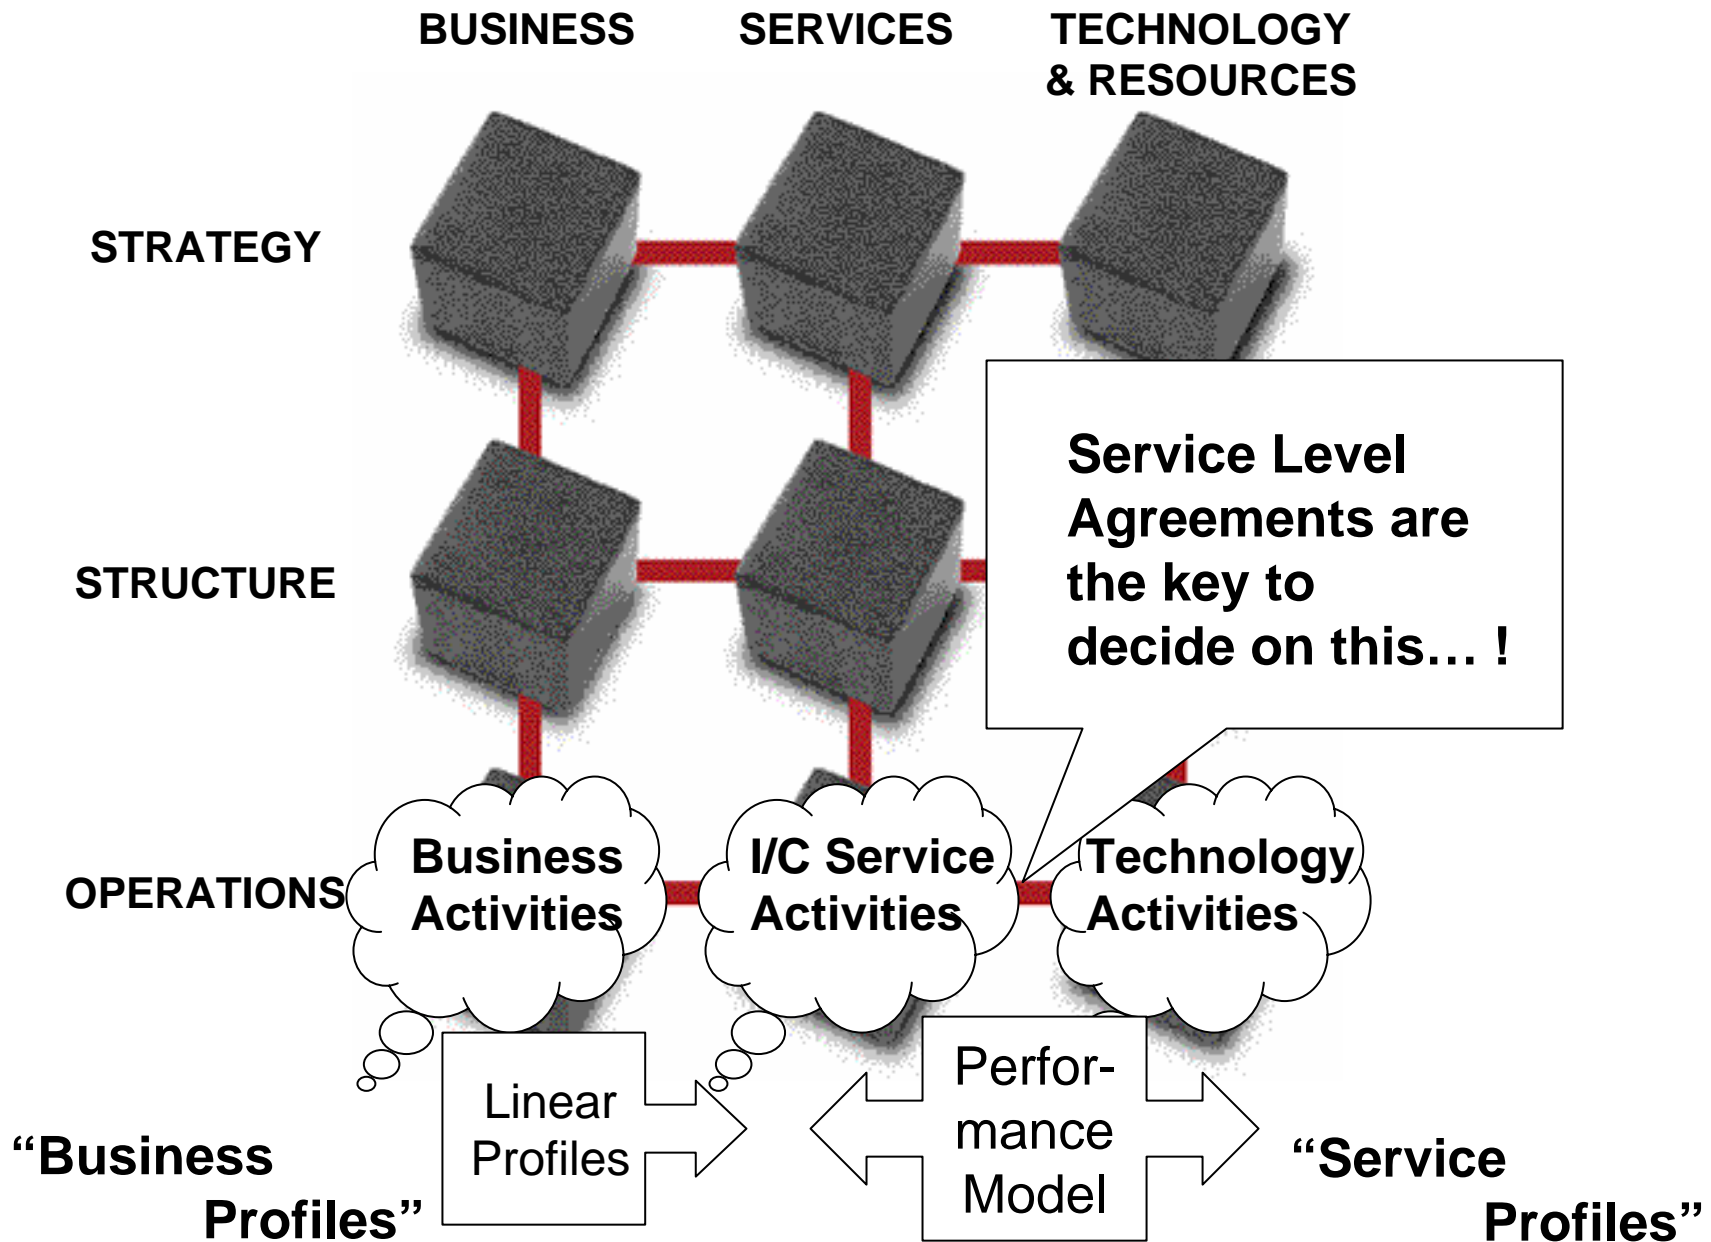 BUSINESS
SERVICES
TECHNOLOGY
& RESOURCES
STRATEGY
Service Level
Agreements are
the key to
decide on this… !
STRUCTURE
OPERATIONS
Business
Activities
I/C Service
Activities
Technology
Activities
Linear
Profiles
Perfor-
mance
Model
“Business
Profiles”
“Service
Profiles”